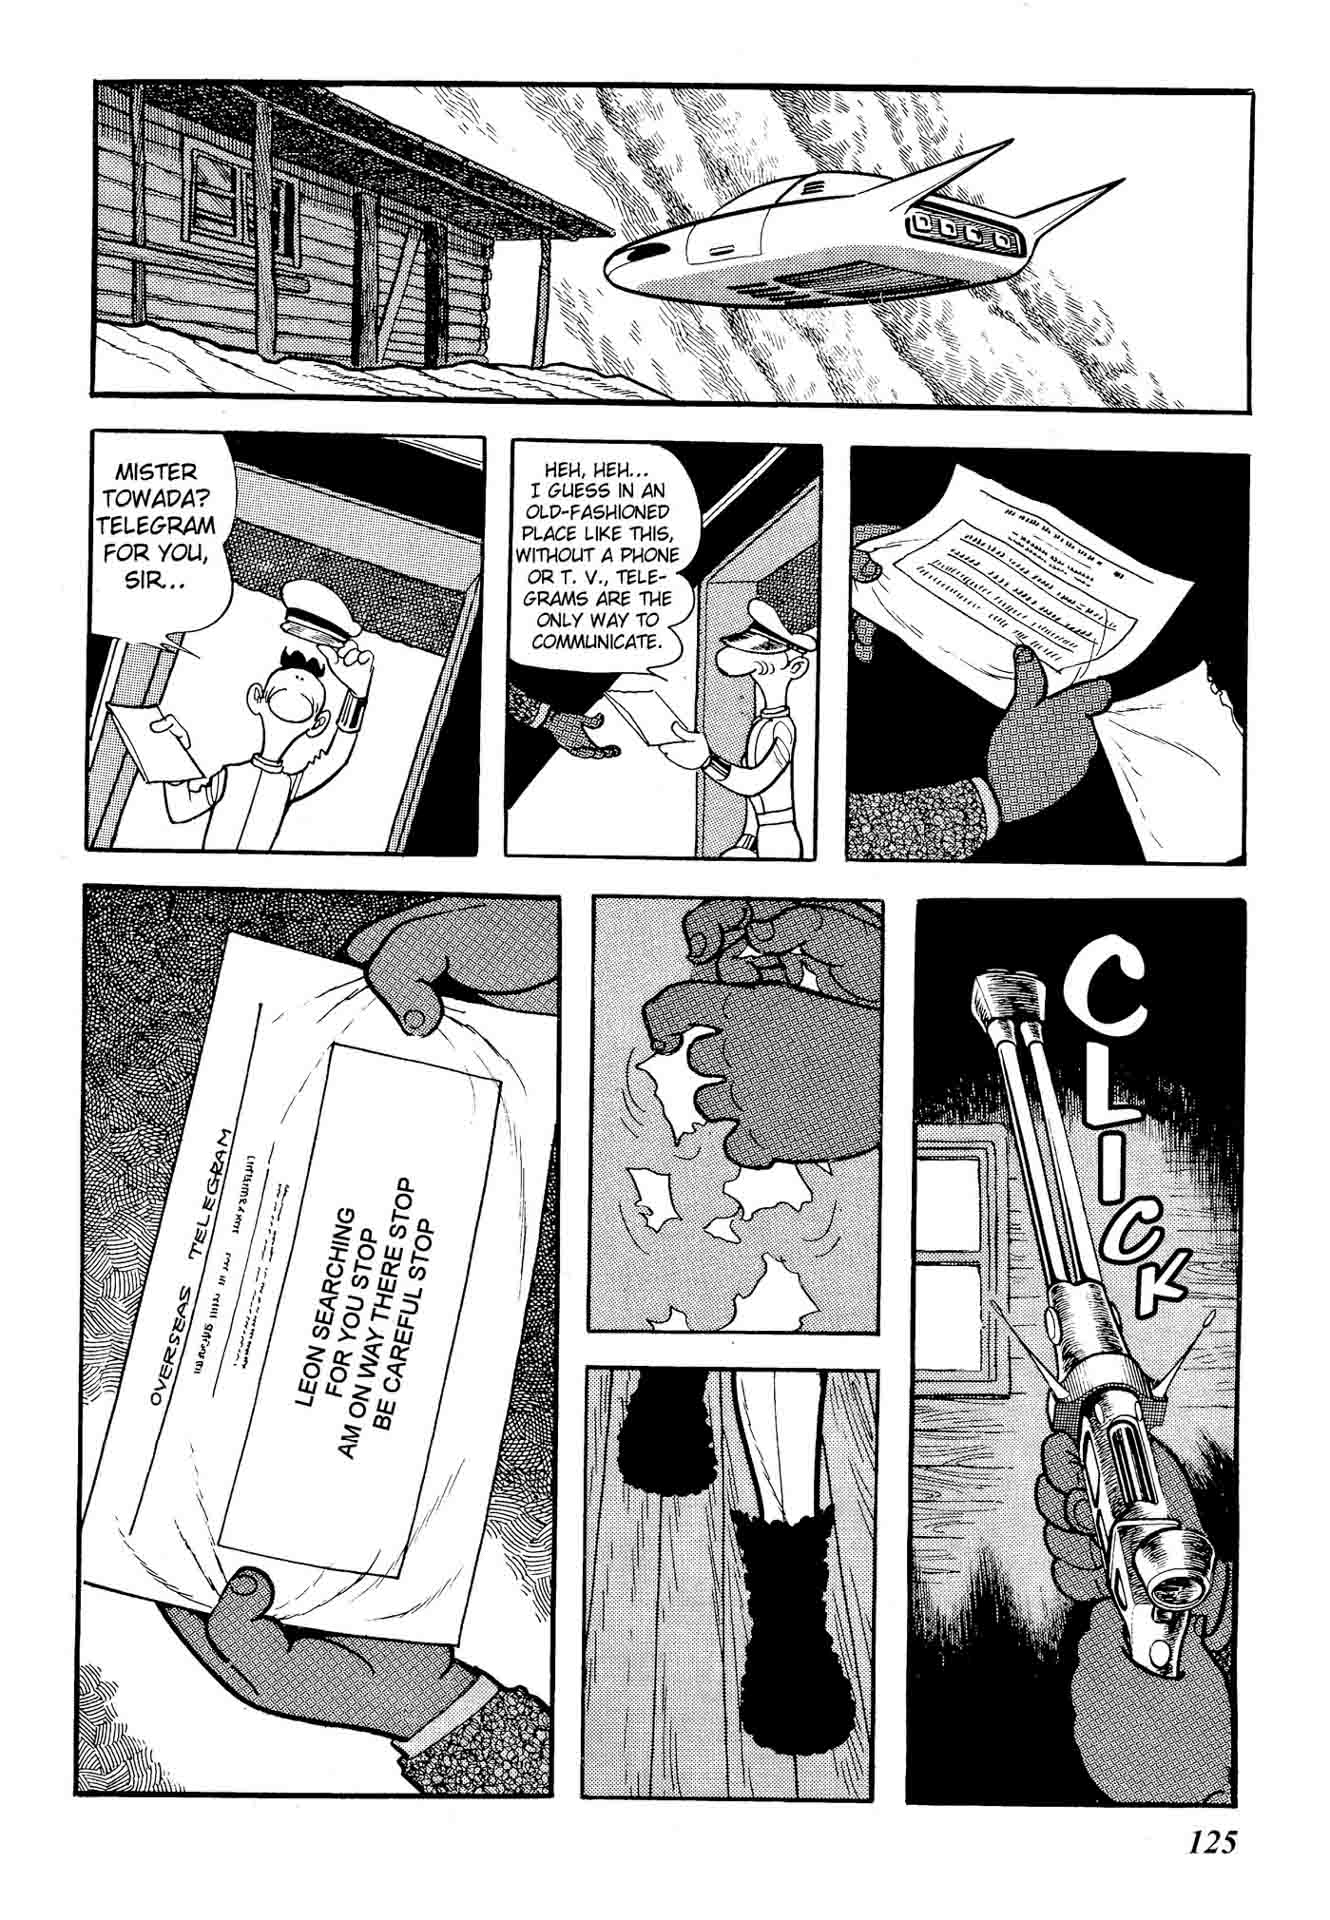 MISTER
TOWADA?
TELEGRAM
FOR YOU,
SIR...
HEH, HEH...
I GUESS IN AN
OLD-FASHIONED
PLACE LIKE THIS,
WITHOUT A PHONE
OR T. V., TELE-
GRAMS ARE THE
ONLY WAY TO
COMMUNICATE.
OVERSEAS TELEGRAM
LEON SEARCHING
FOR YOU STOP
AM ON WAY THERE STOP
BE CAREFUL STOP
CLICK
125